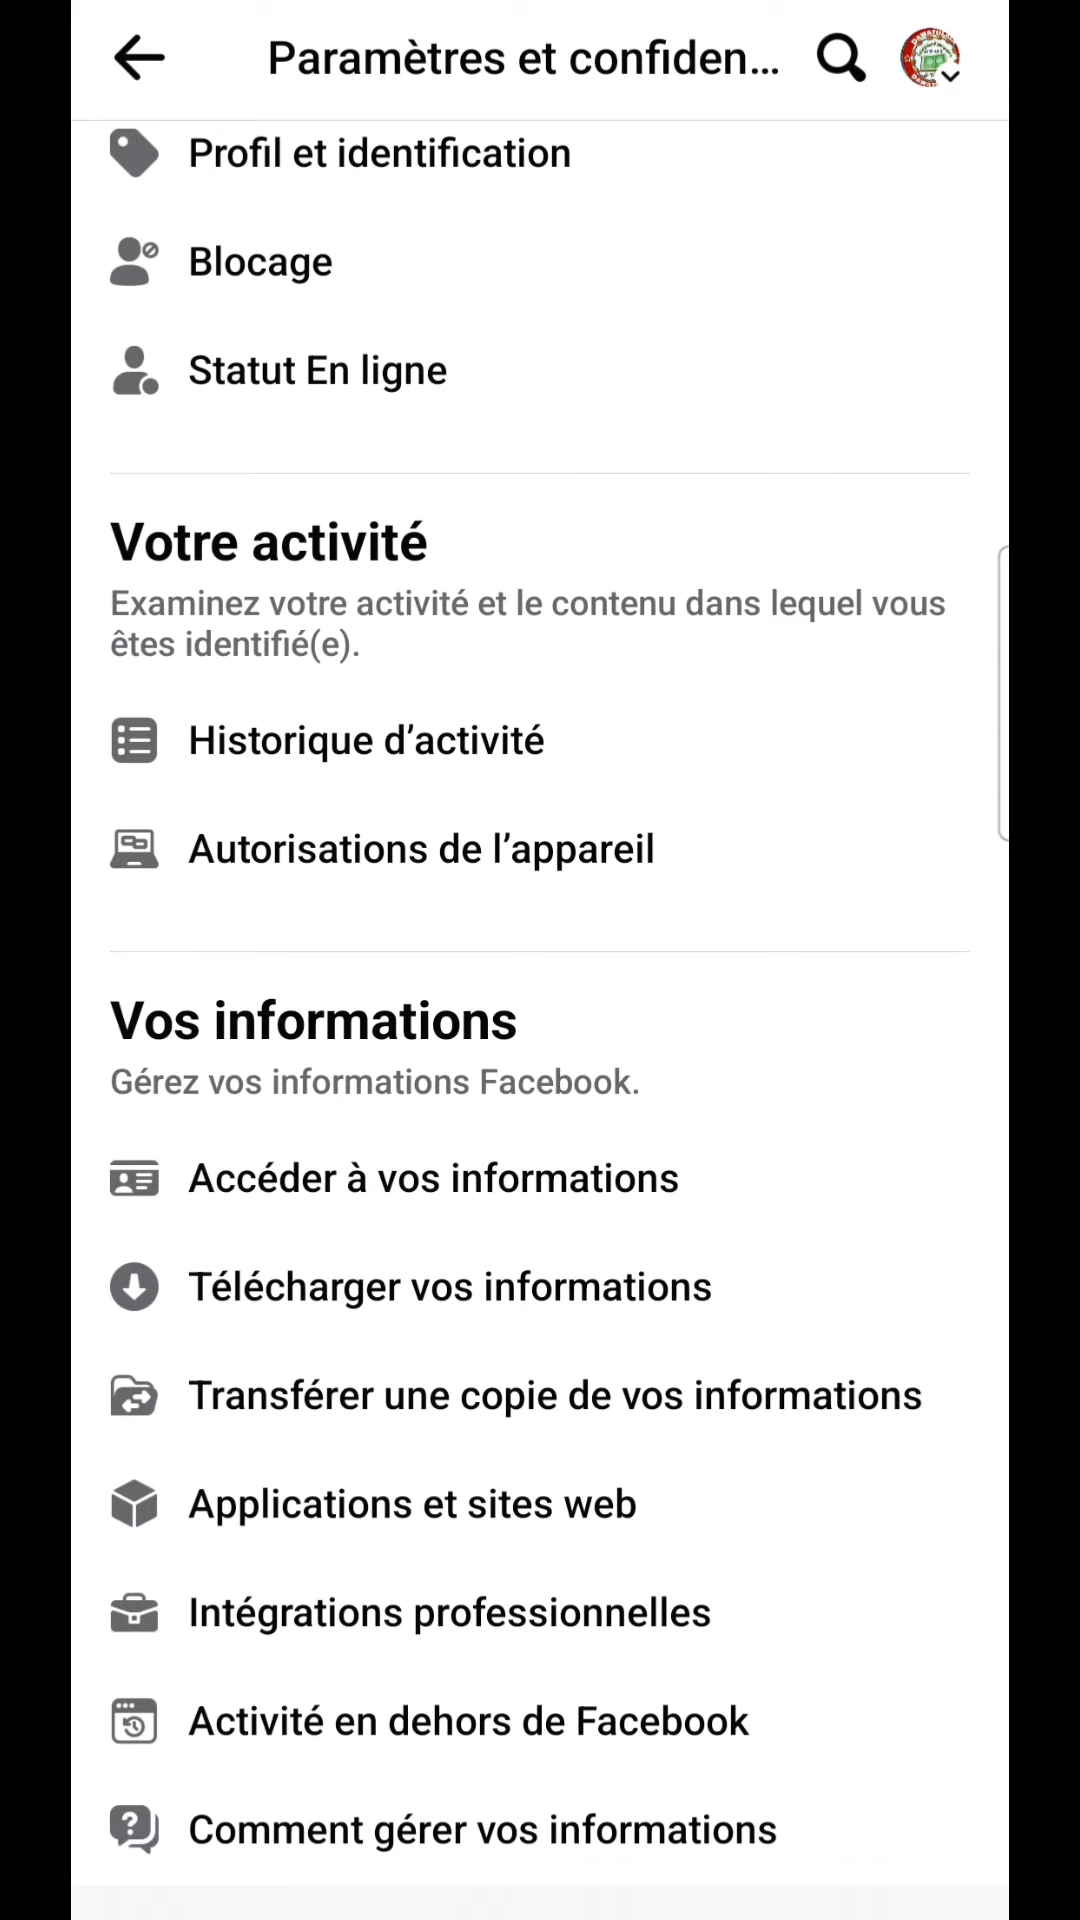 Paramètres et confiden...
Profil et identification
Blocage
Statut En ligne
Votre activité
Examinez votre activité et le contenu dans lequel vous
êtes identifié(e).
Historique d’activité
Autorisations de l’appareil
Vos informations
Gérez vos informations Facebook.
Accéder à vos informations
Télécharger vos informations
Transférer une copie de vos informations
Applications et sites web
Intégrations professionnelles
Activité en dehors de Facebook
Comment gérer vos informations